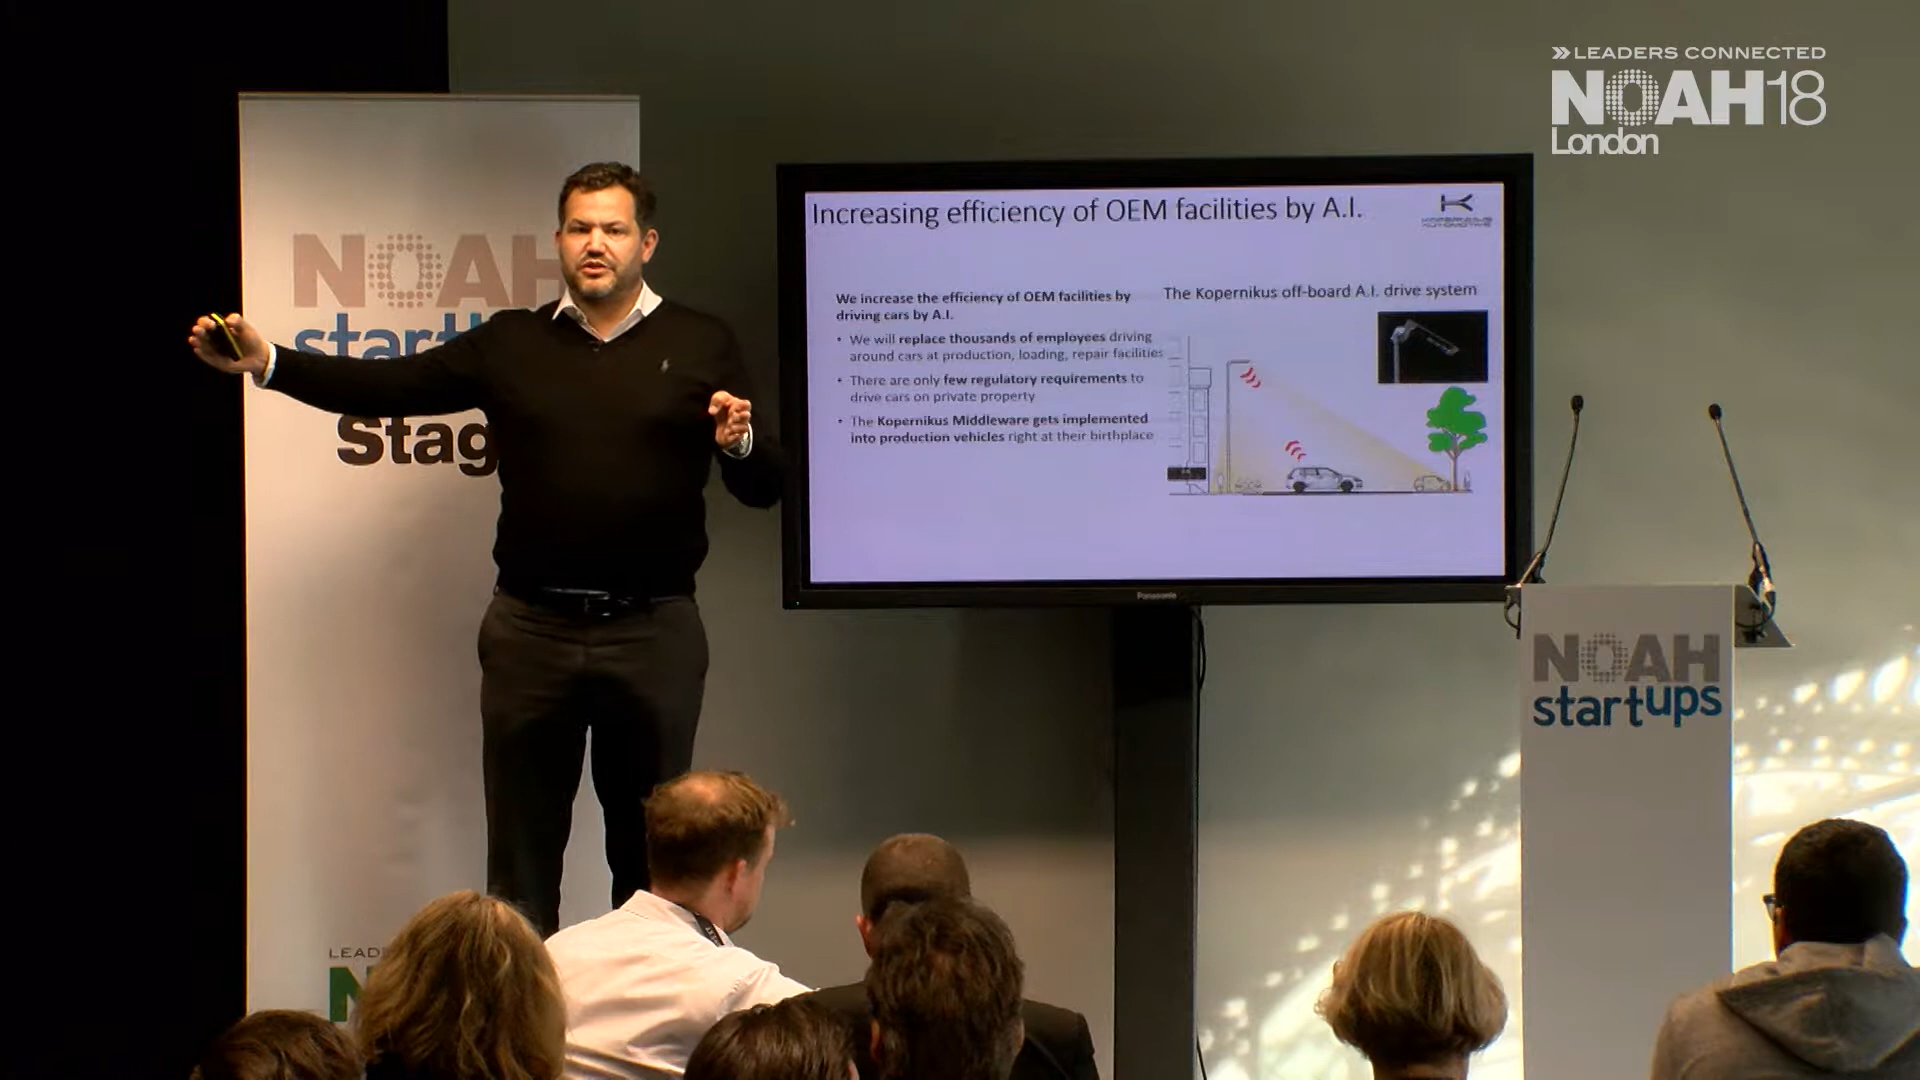 LEADERS CONNECTED
NOAH18
London
NOAH
Stag
Increasing efficiency of OEM facilities by A.I.
KOPERNIKUS
AUTOMOTIVE
We increase the efficiency of OEM facilities by
driving cars by A.I.
• We will replace thousands of employees driving
around cars at production, loading, repair facilities
• There are only few regulatory requirements to
drive cars on private property
• The Kopernikus Middleware gets implemented
into production vehicles right at their birthplace
The Kopernikus off-board A.I. drive system
Panasonic
NOAH
startups
LEAD
N